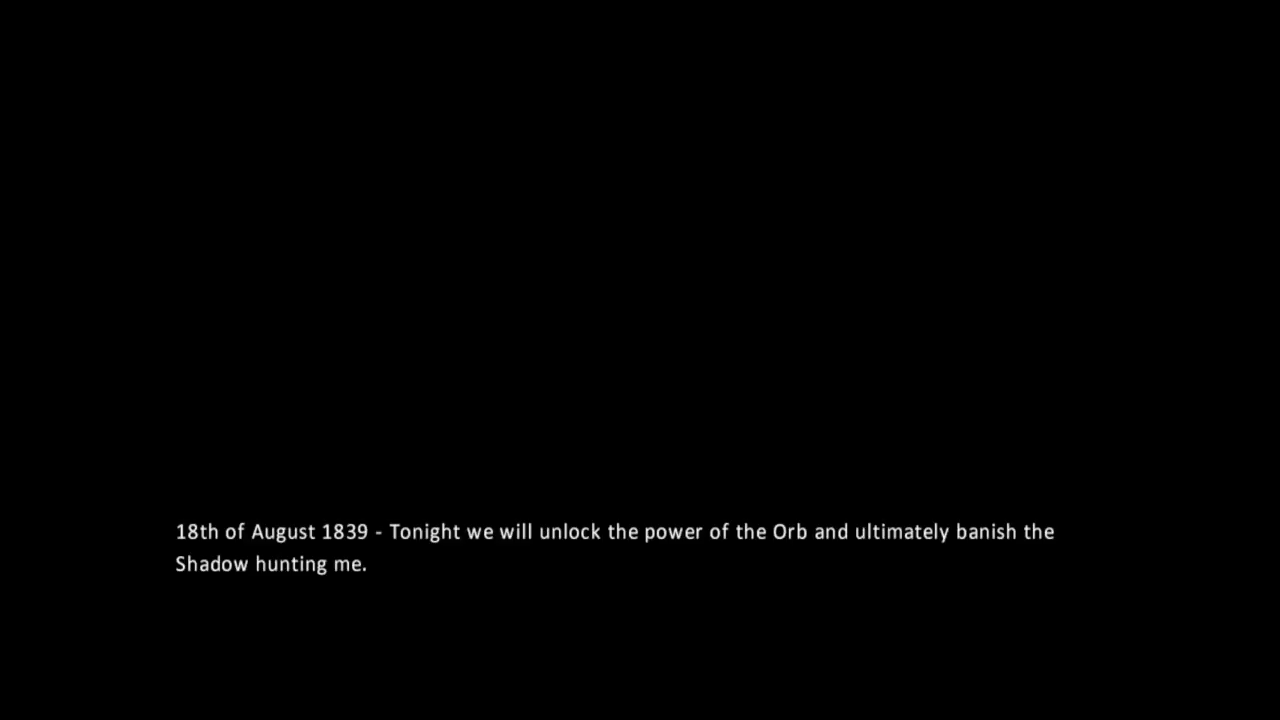 18th of August 1839 - Tonight we will unlock the power of the Orb and ultimately banish the
Shadow hunting me.